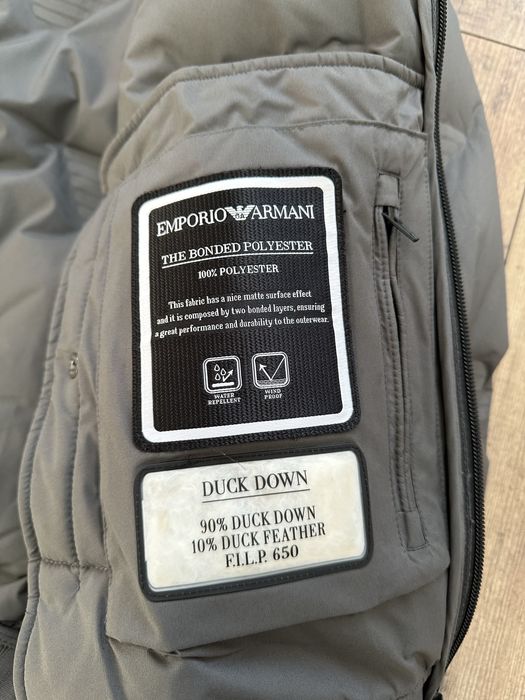 EMPORIO ARMANI
THE BONDED POLYESTER
100% POLYESTER
This fabric has a nice matte surface effect
and it is composed by two bonded layers, ensuring
a great performance and durability to the outerwear.
WATER REPELLENT
WIND PROOF
DUCK DOWN
90% DUCK DOWN
10% DUCK FEATHER
F.I.L.P. 650